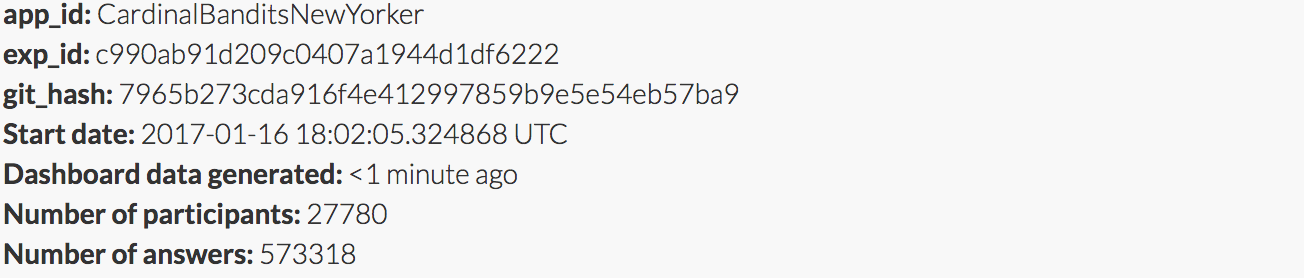 app_id: CardinalBanditsNewYorker
exp_id: c990ab91d209c0407a1944d1df6222
git_hash: 7965b273cda916f4e412997859b9e5e54eb57ba9
Start date: 2017-01-16 18:02:05.324868 UTC
Dashboard data generated: <1 minute ago
Number of participants: 27780
Number of answers: 573318